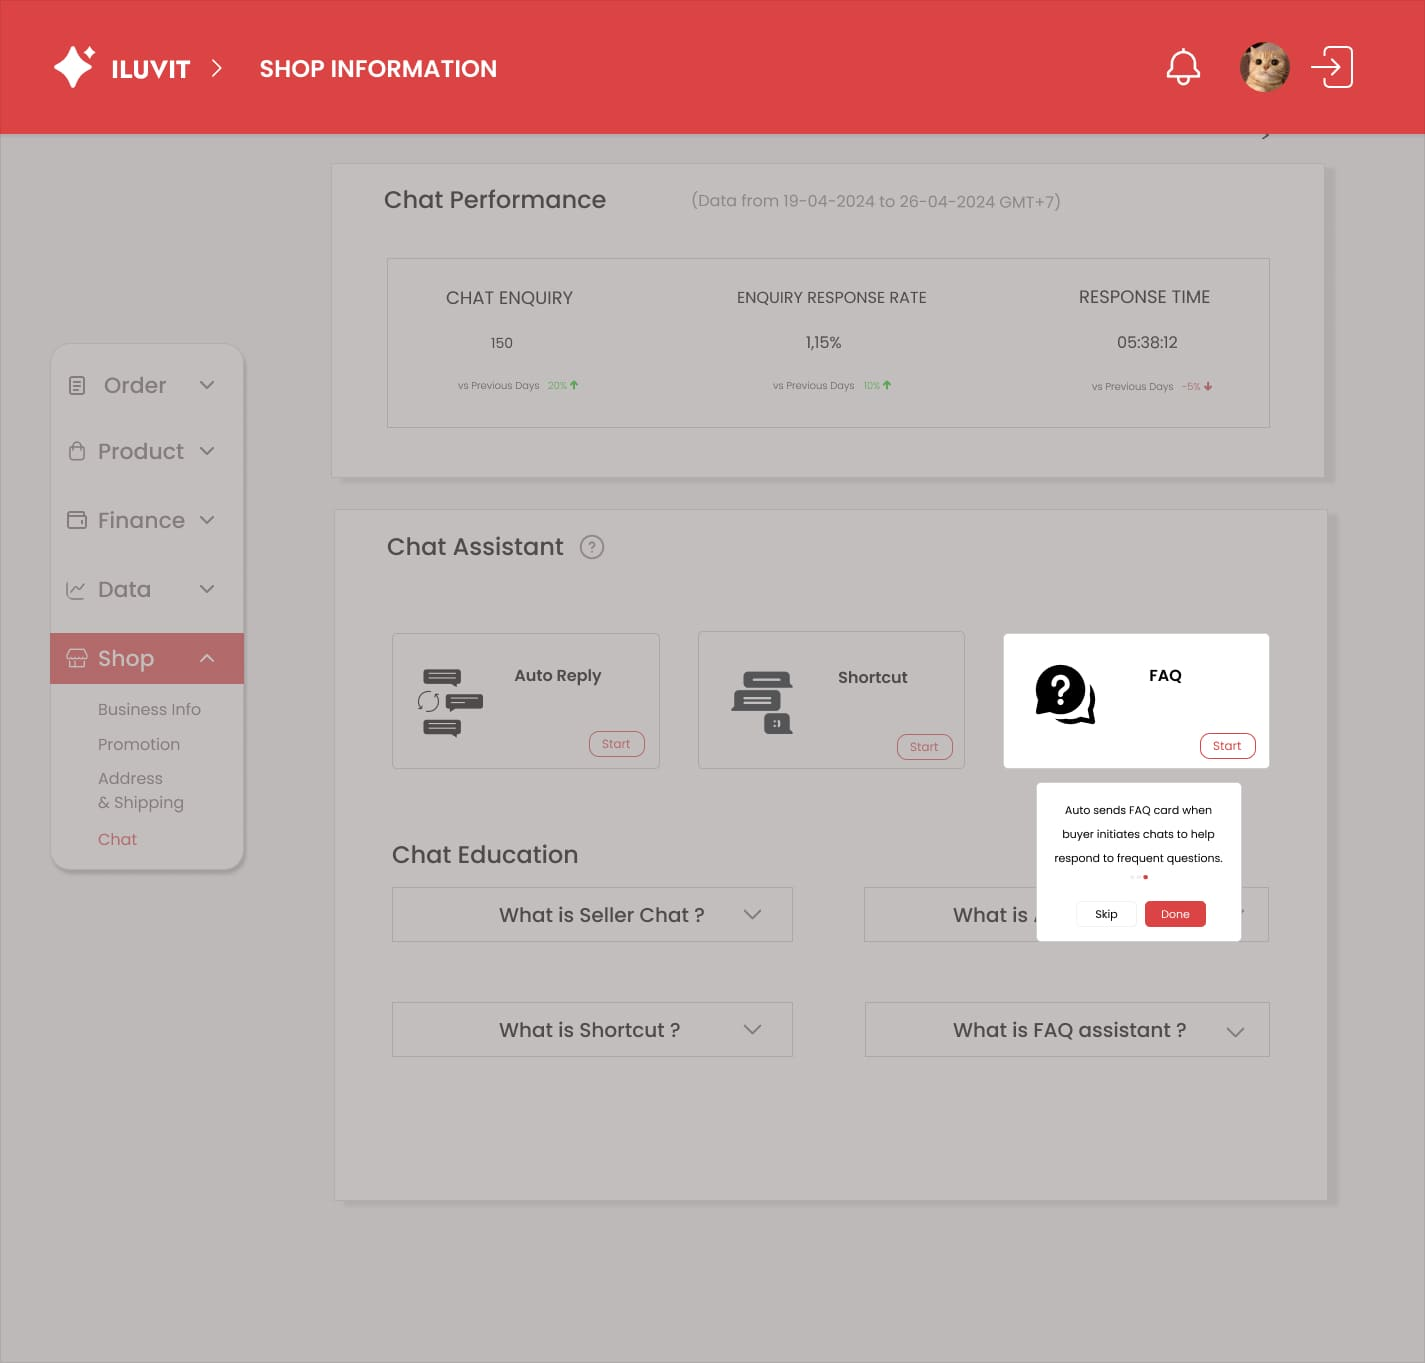 ILUVIT
SHOP INFORMATION
Chat Performance
(Data from 19-04-2024 to 26-04-2024 GMT+7)
CHAT ENQUIRY
ENQUIRY RESPONSE RATE
RESPONSE TIME
150
1,15%
05:38:12
vs Previous Days 20%
vs Previous Days 10%
vs Previous Days -5%
Order
Product
Finance
Data
Shop
Business Info
Promotion
Address
& Shipping
Chat
Chat Assistant ?
Auto Reply
Start
Shortcut
Start
FAQ
Start
Auto sends FAQ card when
buyer initiates chats to help
respond to frequent questions.
Skip
Done
Chat Education
What is Seller Chat ?
What is
What is Shortcut ?
What is FAQ assistant ?